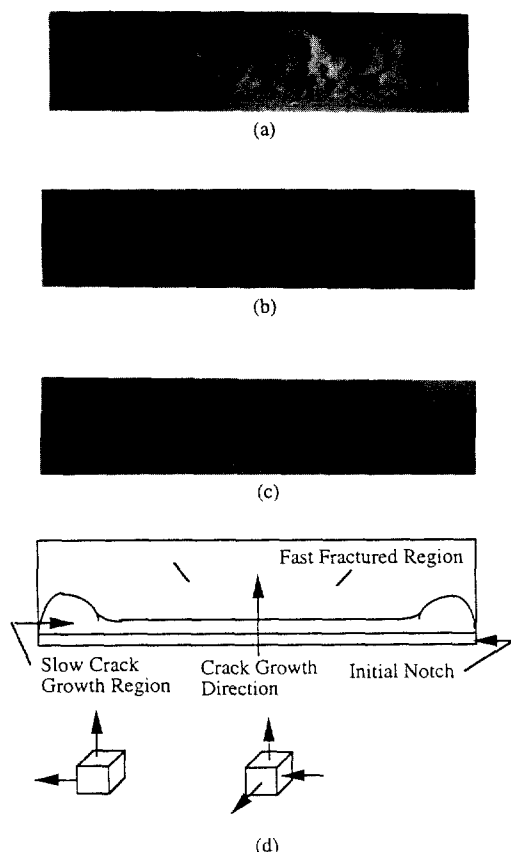 (a)
(b)
(c)
Fast Fractured Region
Slow Crack
Growth Region
Crack Growth
Direction
Initial Notch
(d)